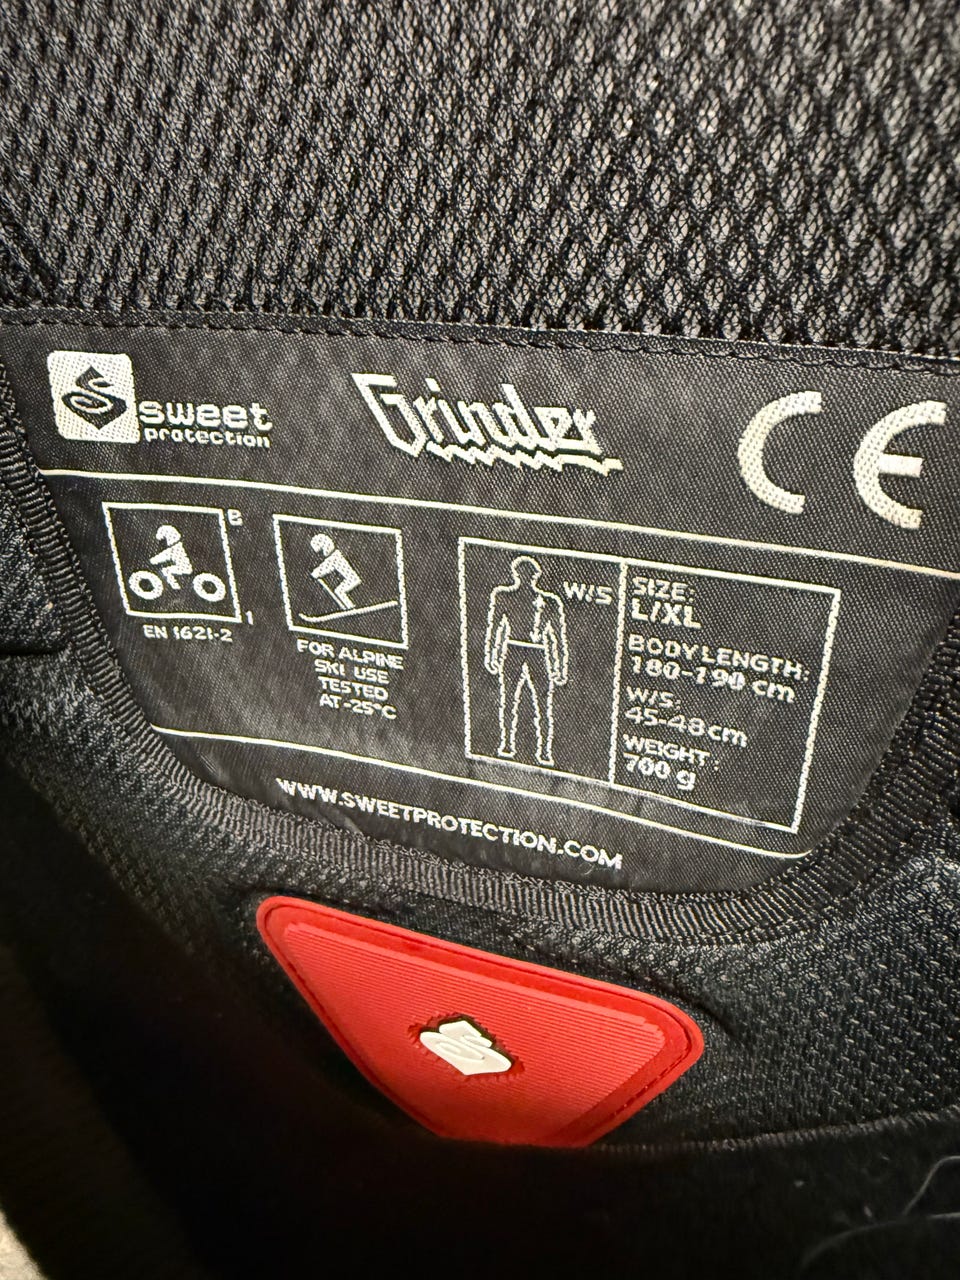 sweet
protection
Grinder
CE
B
1
EN 1621-2
FOR ALPINE
SKI USE
TESTED
AT -25°C
W/S
SIZE:
L/XL
BODY LENGTH:
180-190 cm
W/S:
45-48 cm
WEIGHT:
700 g
WWW.SWEETPROTECTION.COM